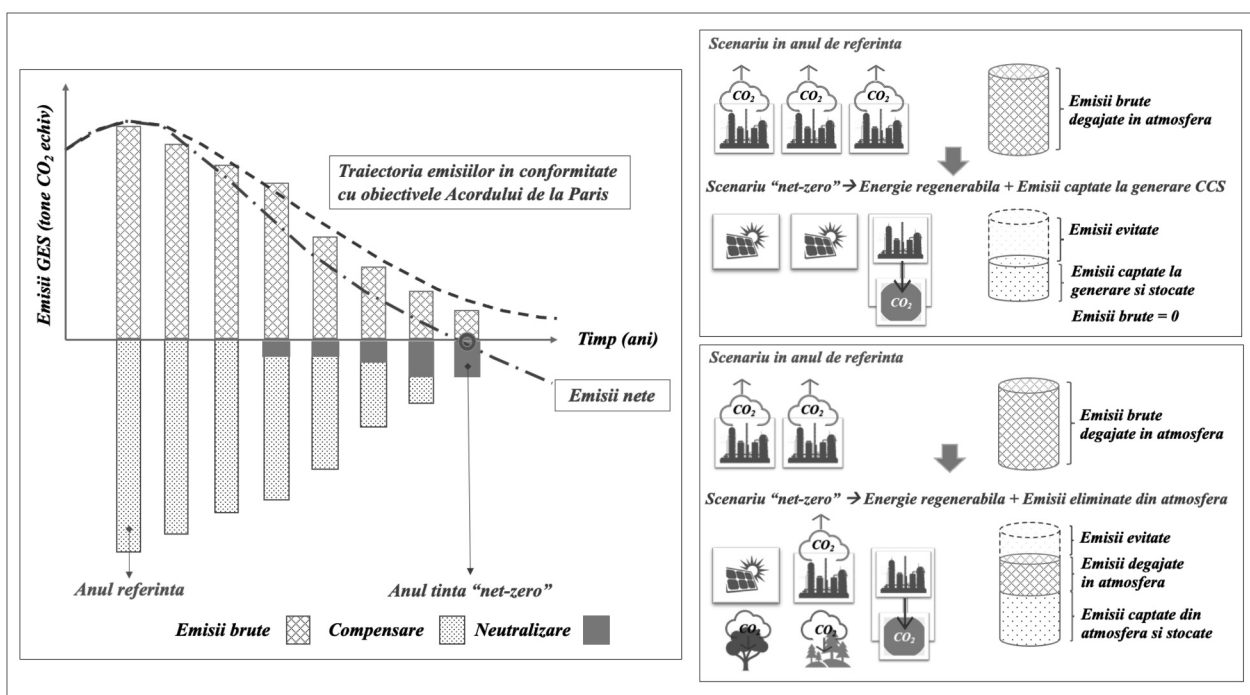 Emisii GES (tone CO₂ echiv)
Traiectoria emisiilor in conformitate
cu obiectivele Acordului de la Paris
Timp (ani)
Emisii nete
Anul referinta
Anul tinta “net-zero”
Emisii brute
Compensare
Neutralizare
Scenariu in anul de referinta
CO₂
CO₂
CO₂
Emisii brute
degajate in atmosfera
Scenariu “net-zero” → Energie regenerabila + Emisii captate la generare CCS
CO₂
Emisii evitate
Emisii captate la
generare si stocate
Emisii brute = 0
Scenariu in anul de referinta
CO₂
CO₂
Emisii brute
degajate in atmosfera
Scenariu “net-zero” → Energie regenerabila + Emisii eliminate din atmosfera
CO₂
CO₂
CO₂
CO₂
Emisii evitate
Emisii degajate
in atmosfera
Emisii captate din
atmosfera si stocate